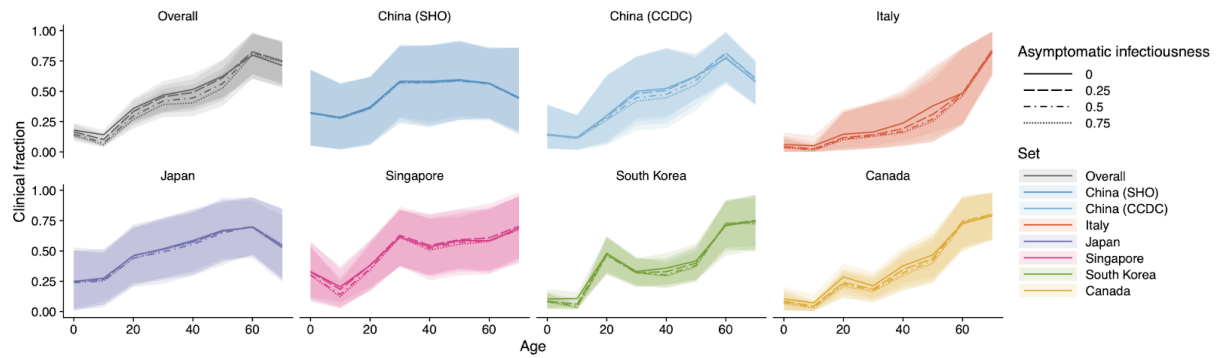 Overall
China (SHO)
China (CCDC)
Italy
Clinical fraction
1.00
0.75
0.50
0.25
0.00
Japan
Singapore
South Korea
Canada
1.00
0.75
0.50
0.25
0.00
0 20 40 60
0 20 40 60
0 20 40 60
0 20 40 60
Age
Asymptomatic infectiousness
0
0.25
0.5
0.75
Set
Overall
China (SHO)
China (CCDC)
Italy
Japan
Singapore
South Korea
Canada